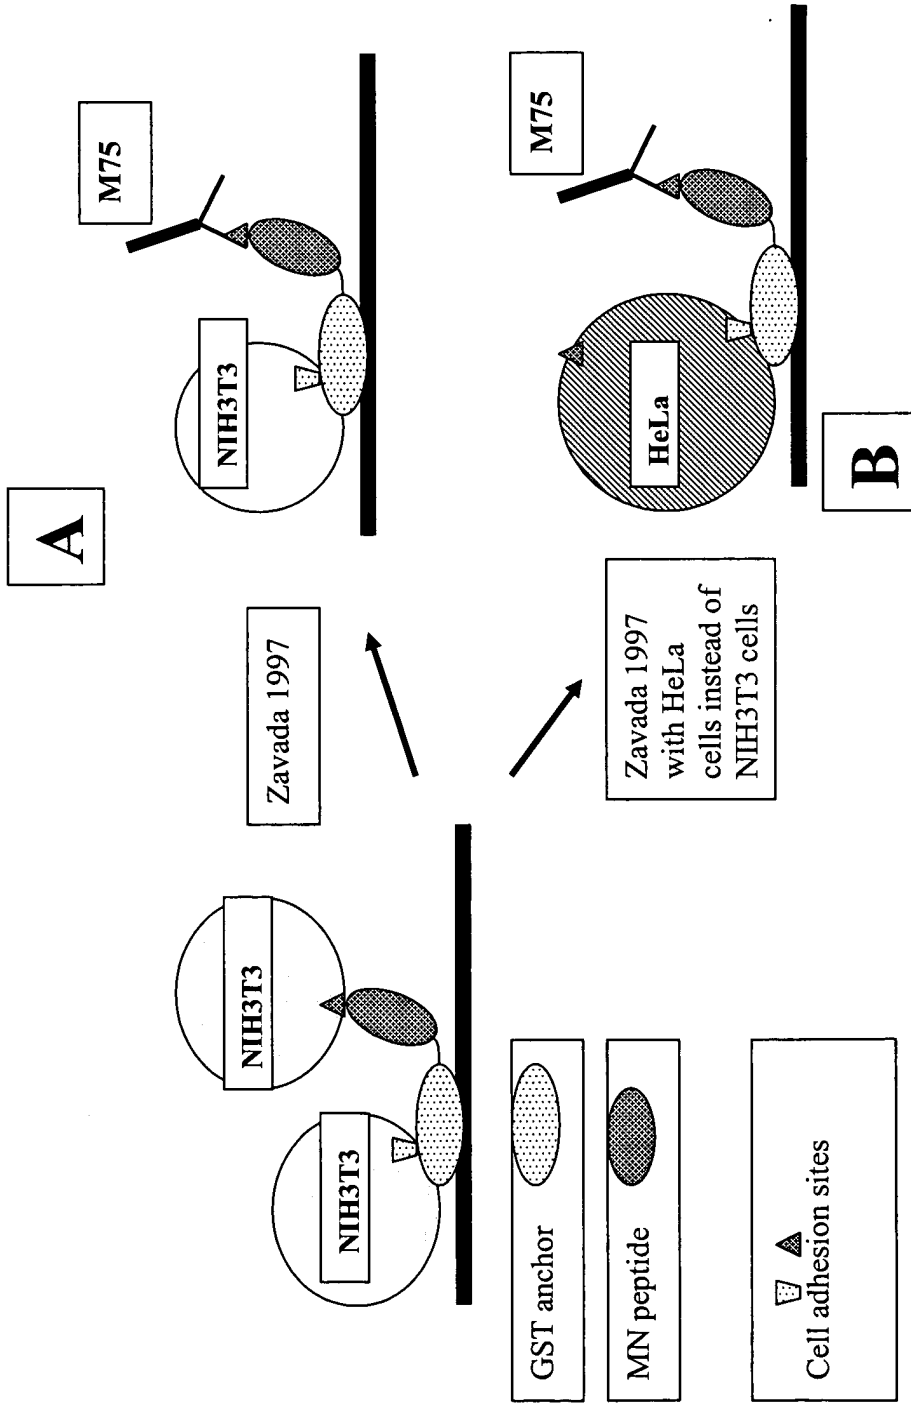 A
M75
NIH3T3
Zavada 1997
NIH3T3
NIH3T3
M75
HeLa
B
Zavada 1997
with HeLa
cells instead of
NIH3T3 cells
GST anchor
MN peptide
Cell adhesion sites